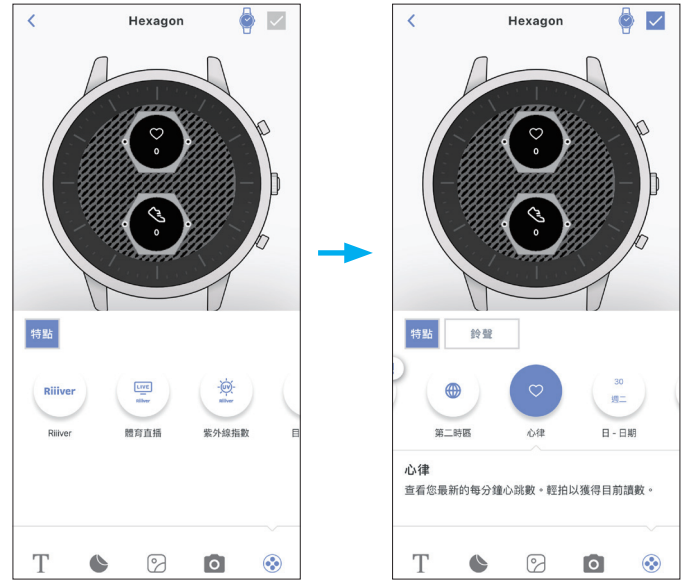 Hexagon
0
0
特點
Riiiver
LIVE
Riiiver
UV
Riiiver
Riiiver
體育直播
紫外線指數
目
T
Hexagon
0
0
特點
鈴聲
30
週二
第二時區
心律
日 - 日期
心律
查看您最新的每分鐘心跳數。輕拍以獲得目前讀數。
T